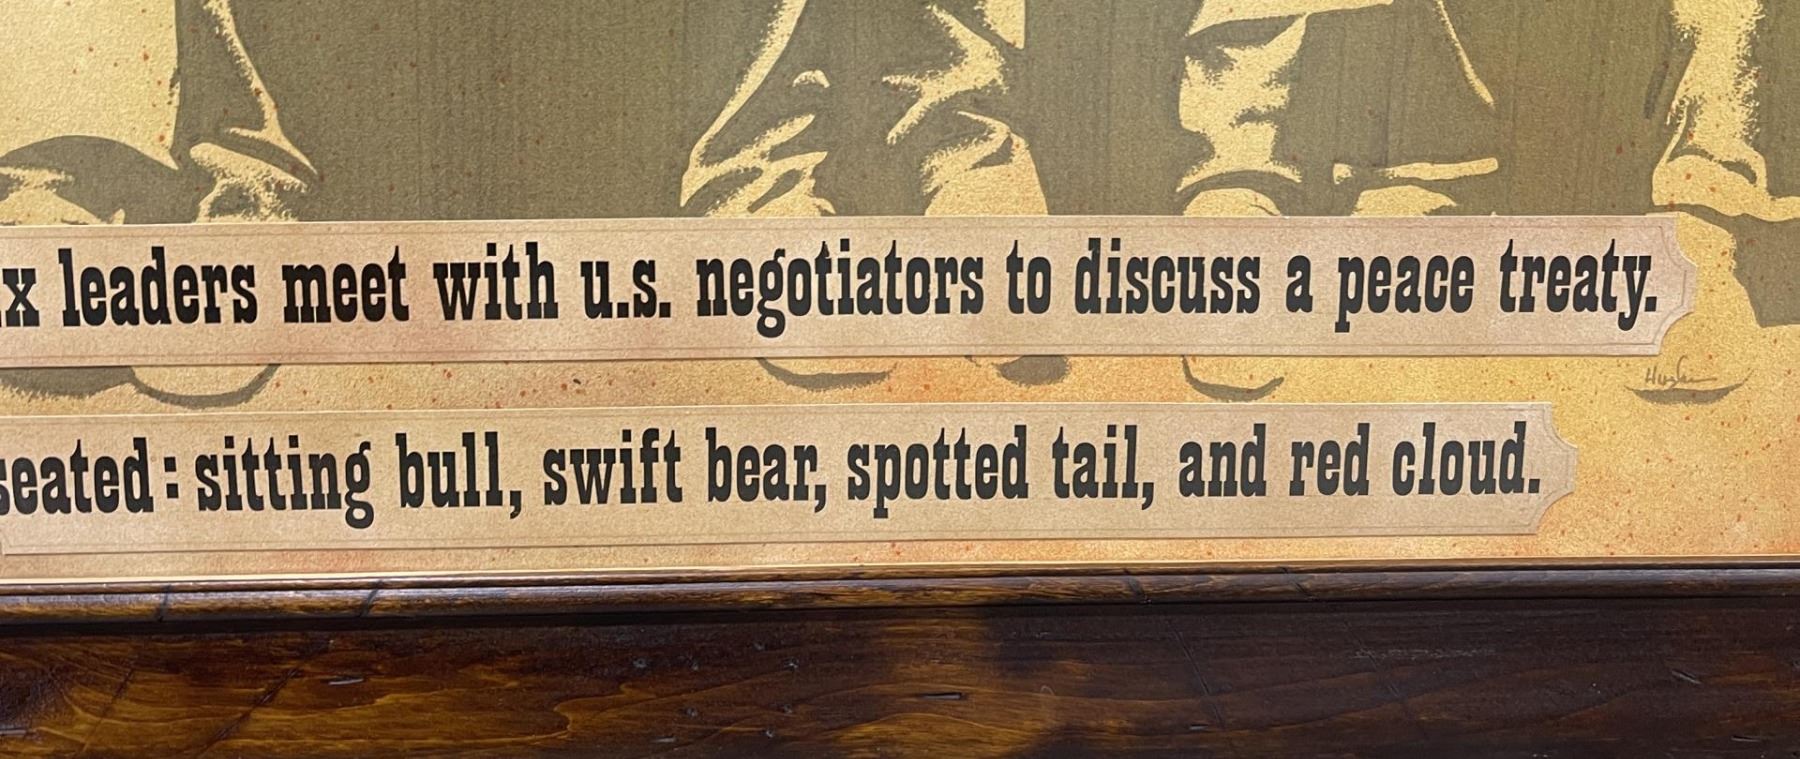 x leaders meet with u.s. negotiators to discuss a peace treaty.
seated: sitting bull, swift bear, spotted tail, and red cloud.